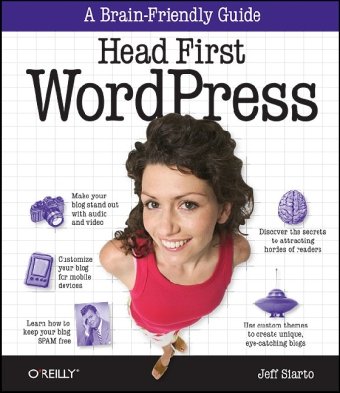 A Brain-Friendly Guide
Head First
WordPress
Make your
blog stand out
with audio
and video
Discover the secrets
to attracting
hordes of readers
Customize
your blog
for mobile
devices
Learn how to
keep your blog
SPAM free
Use custom themes
to create unique,
eye-catching blogs
O'REILLY®
Jeff Siarto